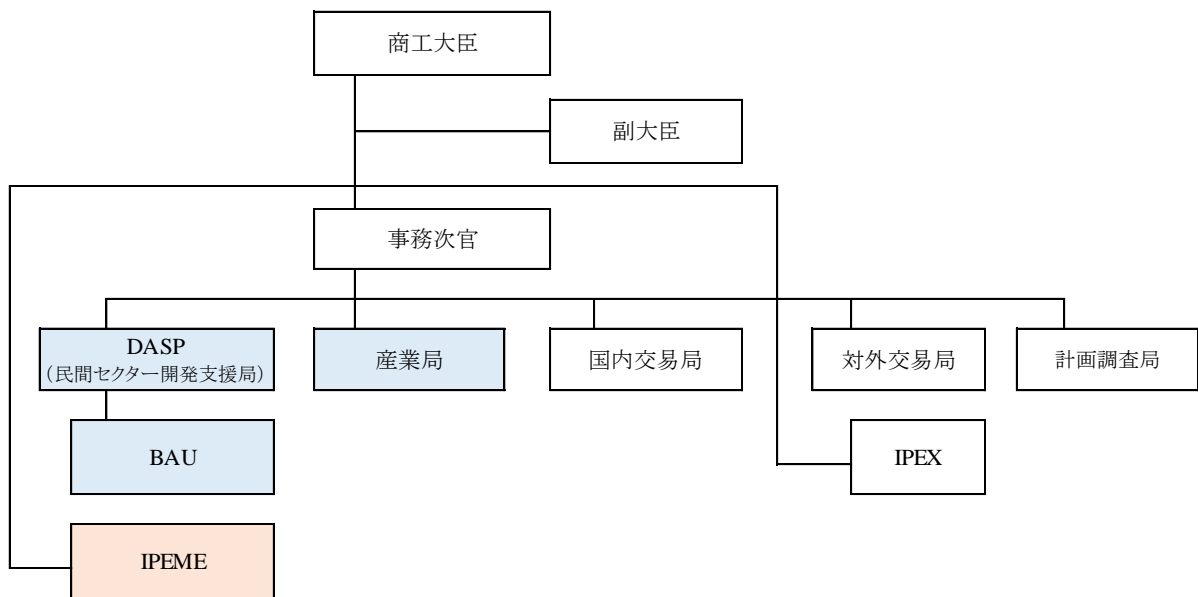 商工大臣
副大臣
事務次官
DASP
（民間セクター開発支援局）
産業局
国内交易局
対外交易局
計画調査局
BAU
IPEX
IPEME